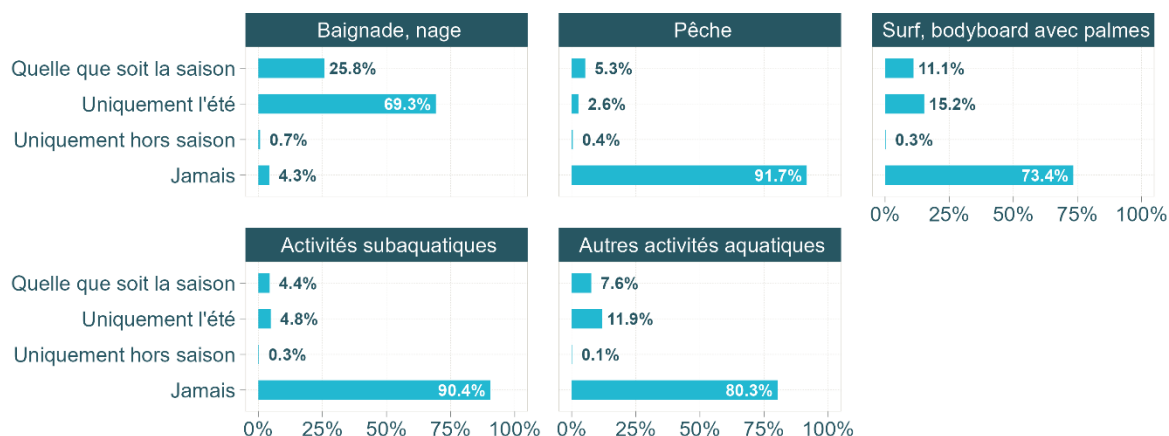 Baignade, nage
Pêche
Surf, bodyboard avec palmes
Quelle que soit la saison
25.8%
5.3%
11.1%
Uniquement l'été
69.3%
2.6%
15.2%
Uniquement hors saison
0.7%
0.4%
0.3%
Jamais
4.3%
91.7%
73.4%
0% 25% 50% 75% 100%
Activités subaquatiques
Autres activités aquatiques
Quelle que soit la saison
4.4%
7.6%
Uniquement l'été
4.8%
11.9%
Uniquement hors saison
0.3%
0.1%
Jamais
90.4%
80.3%
0% 25% 50% 75% 100%
0% 25% 50% 75% 100%